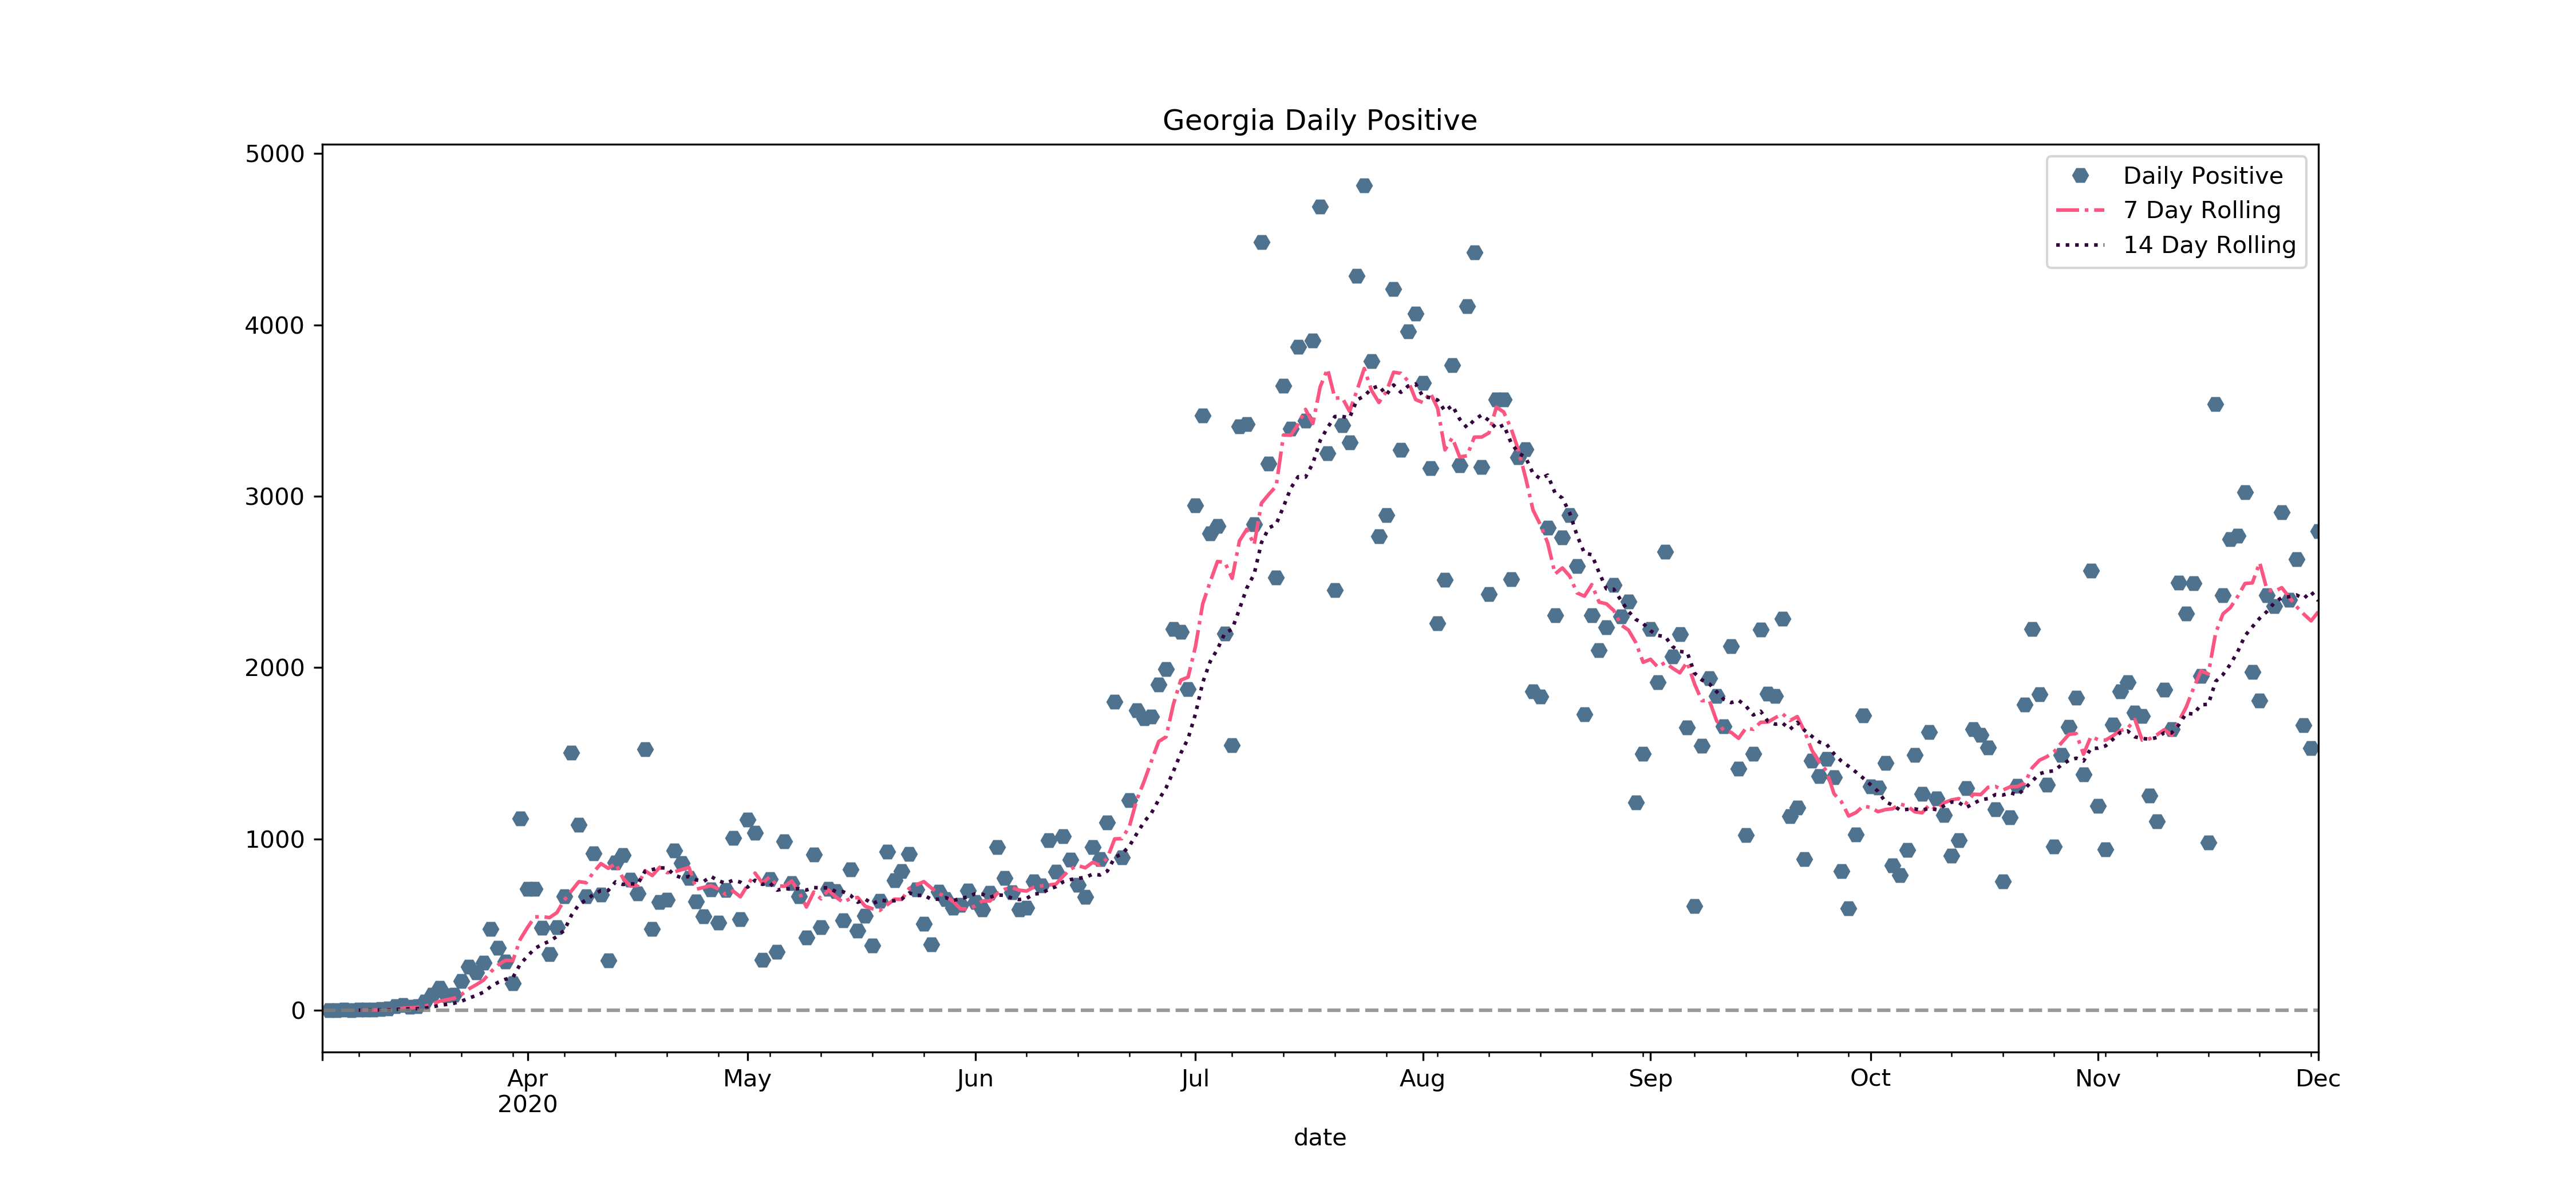 Georgia Daily Positive
5000
4000
3000
2000
1000
0
Daily Positive
7 Day Rolling
14 Day Rolling
Apr
2020
May
Jun
Jul
Aug
Sep
Oct
Nov
Dec
date